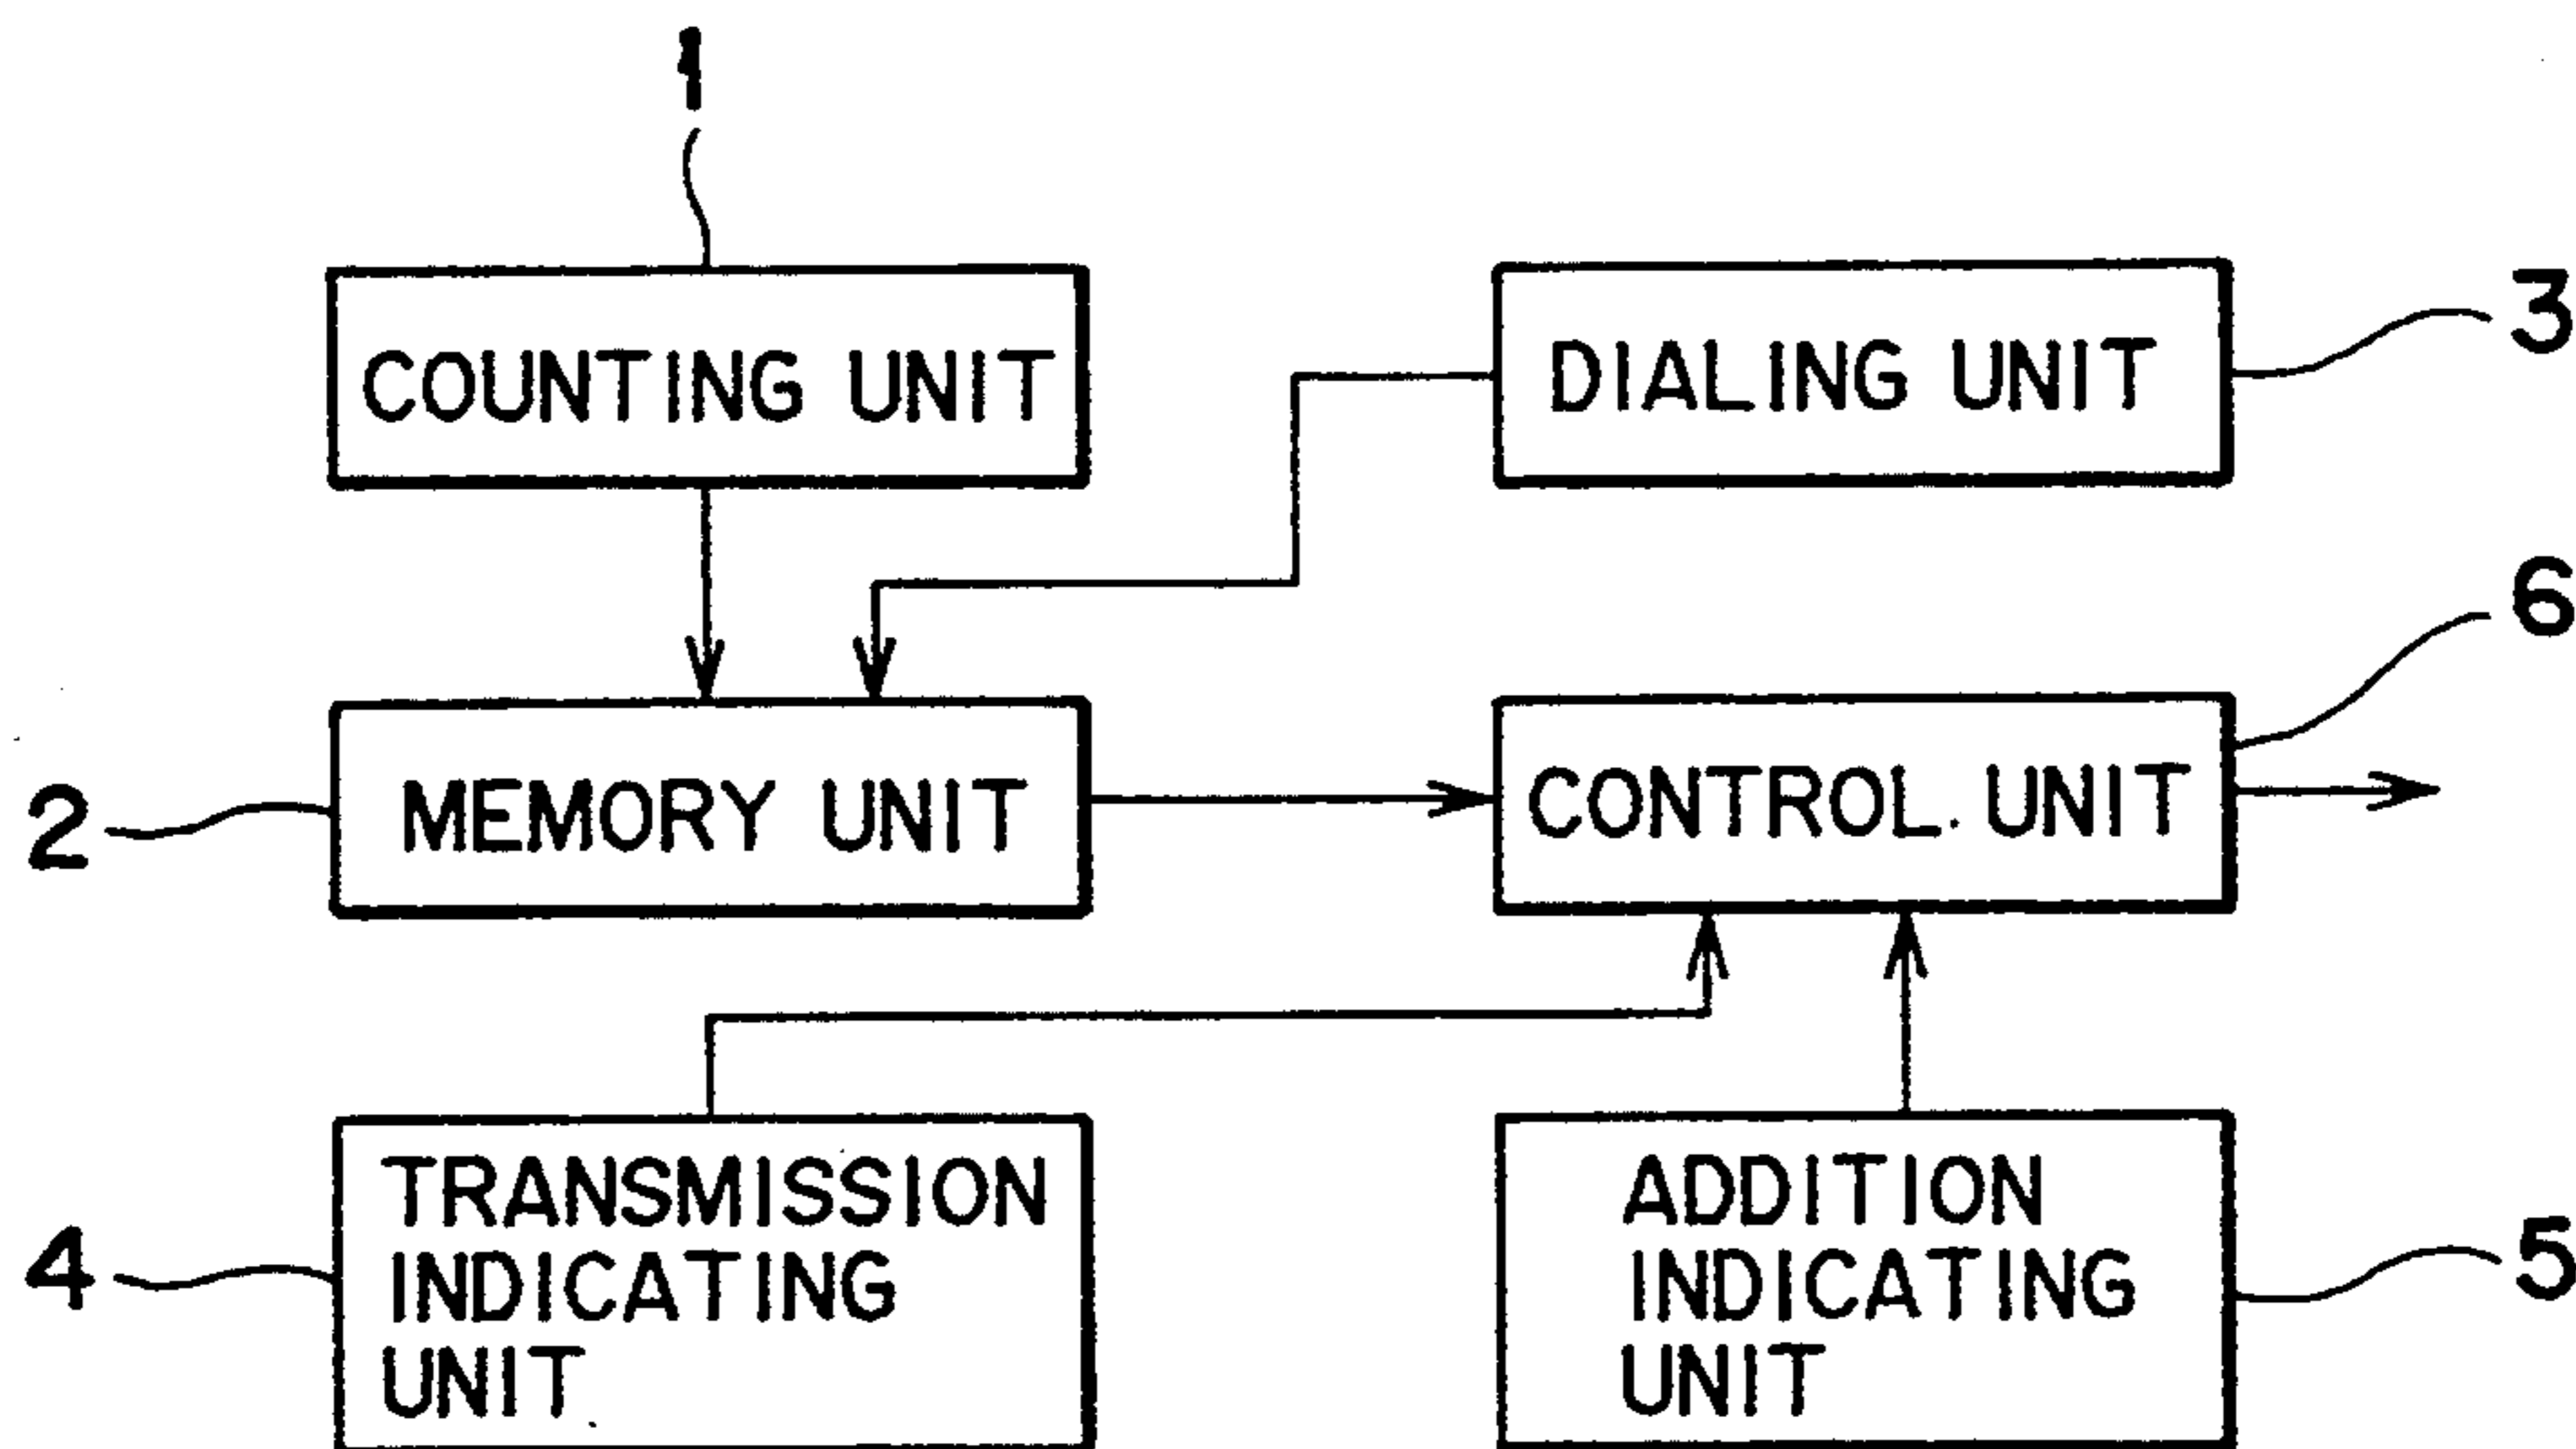 1
COUNTING UNIT
DIALING UNIT
3
6
2
MEMORY UNIT
CONTROL UNIT
4
TRANSMISSION
INDICATING
UNIT
ADDITION
INDICATING
UNIT
5